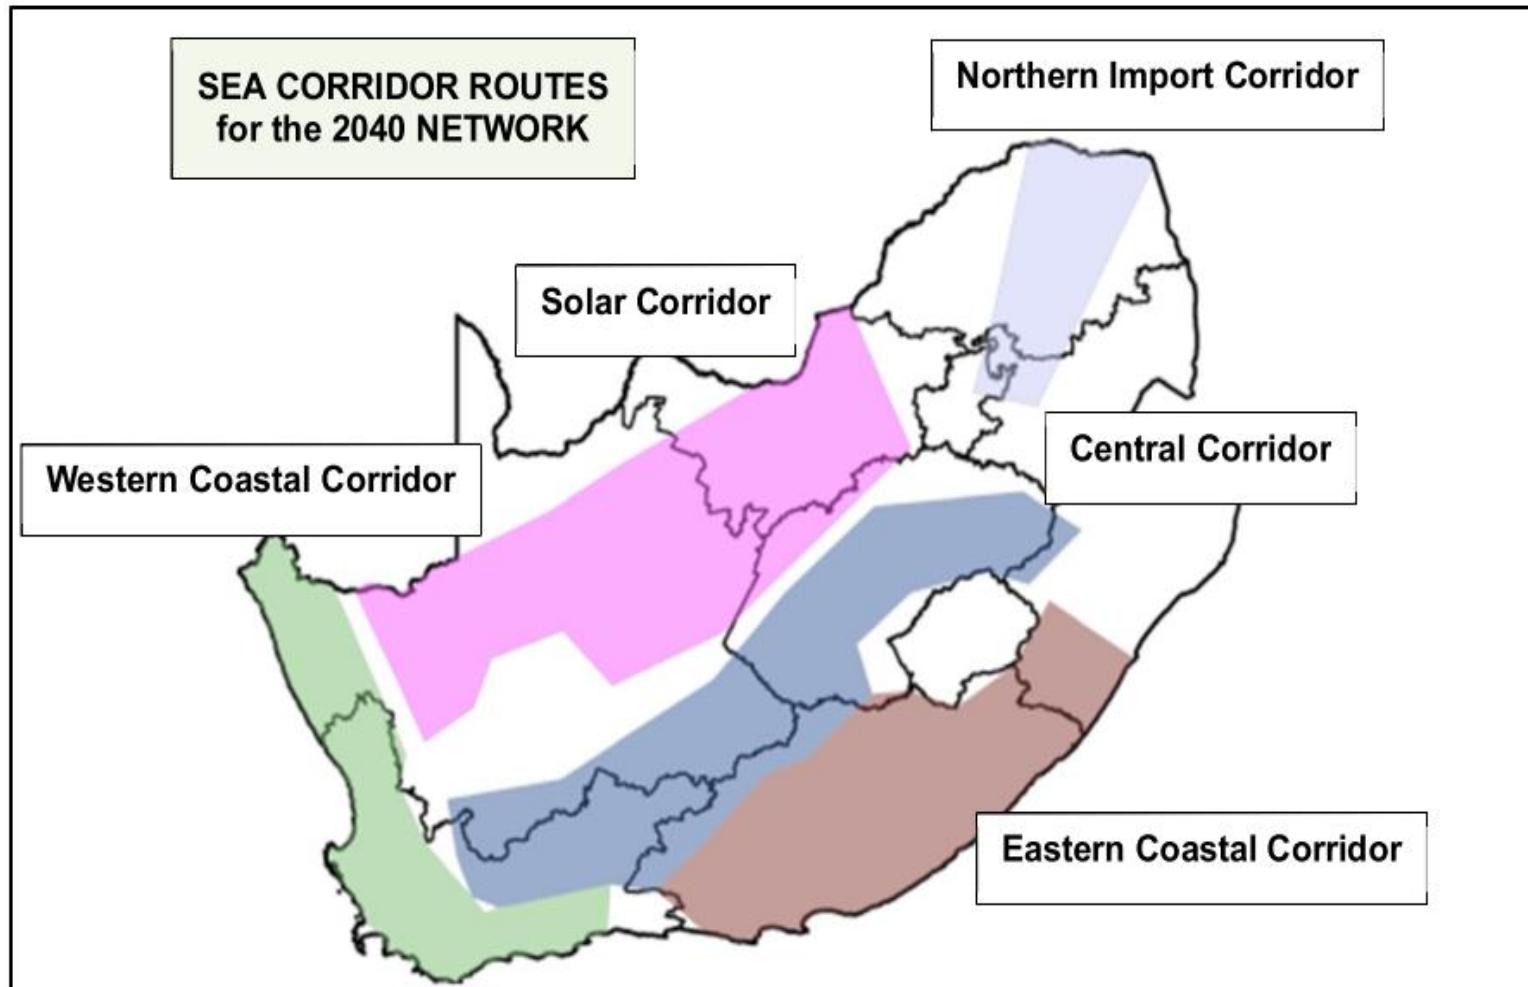 SEA CORRIDOR ROUTES
for the 2040 NETWORK
Northern Import Corridor
Solar Corridor
Central Corridor
Western Coastal Corridor
Eastern Coastal Corridor